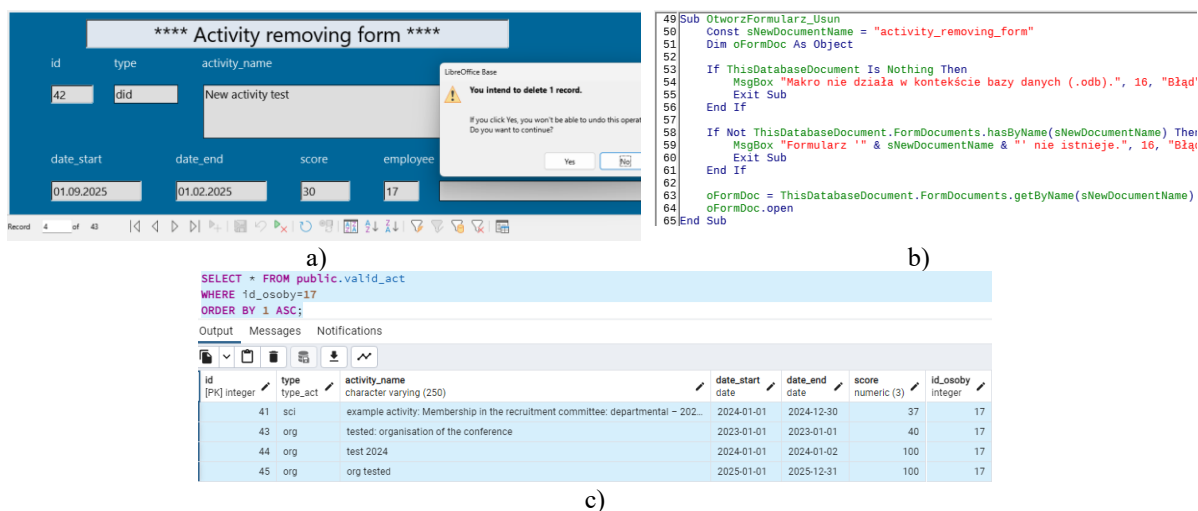 **** Activity removing form ****
id type activity_name
42 did New activity test
LibreOffice Base
You intend to delete 1 record.
If you click Yes, you won't be able to undo this operat
Do you want to continue?
Yes No
date_start date_end score employee
01.09.2025 01.02.2025 30 17
Record 4 of 43
a)
49 Sub OtworzFormularz_Usun
50 Const sNewDocumentName = "activity_removing_form"
51 Dim oFormDoc As Object
52
53 If ThisDatabaseDocument Is Nothing Then
54 MsgBox "Makro nie działa w kontekście bazy danych (.odb).", 16, "Błąd"
55 Exit Sub
56 End If
57
58 If Not ThisDatabaseDocument.FormDocuments.hasByName(sNewDocumentName) Then
59 MsgBox "Formularz '" & sNewDocumentName & "' nie istnieje.", 16, "Błąd
60 Exit Sub
61 End If
62
63 oFormDoc = ThisDatabaseDocument.FormDocuments.getByName(sNewDocumentName)
64 oFormDoc.open
65 End Sub
b)
SELECT * FROM public.valid_act
WHERE id_osoby=17
ORDER BY 1 ASC;
Output Messages Notifications
id type activity_name date_start date_end score id_osoby
[PK] integer type_act character varying (250) date date numeric (3) integer
41 sci example activity: Membership in the recruitment committee: departmental – 202... 2024-01-01 2024-12-30 37 17
43 org tested: organisation of the conference 2023-01-01 2023-01-01 40 17
44 org test 2024 2024-01-01 2024-01-02 100 17
45 org org tested 2025-01-01 2025-12-31 100 17
c)